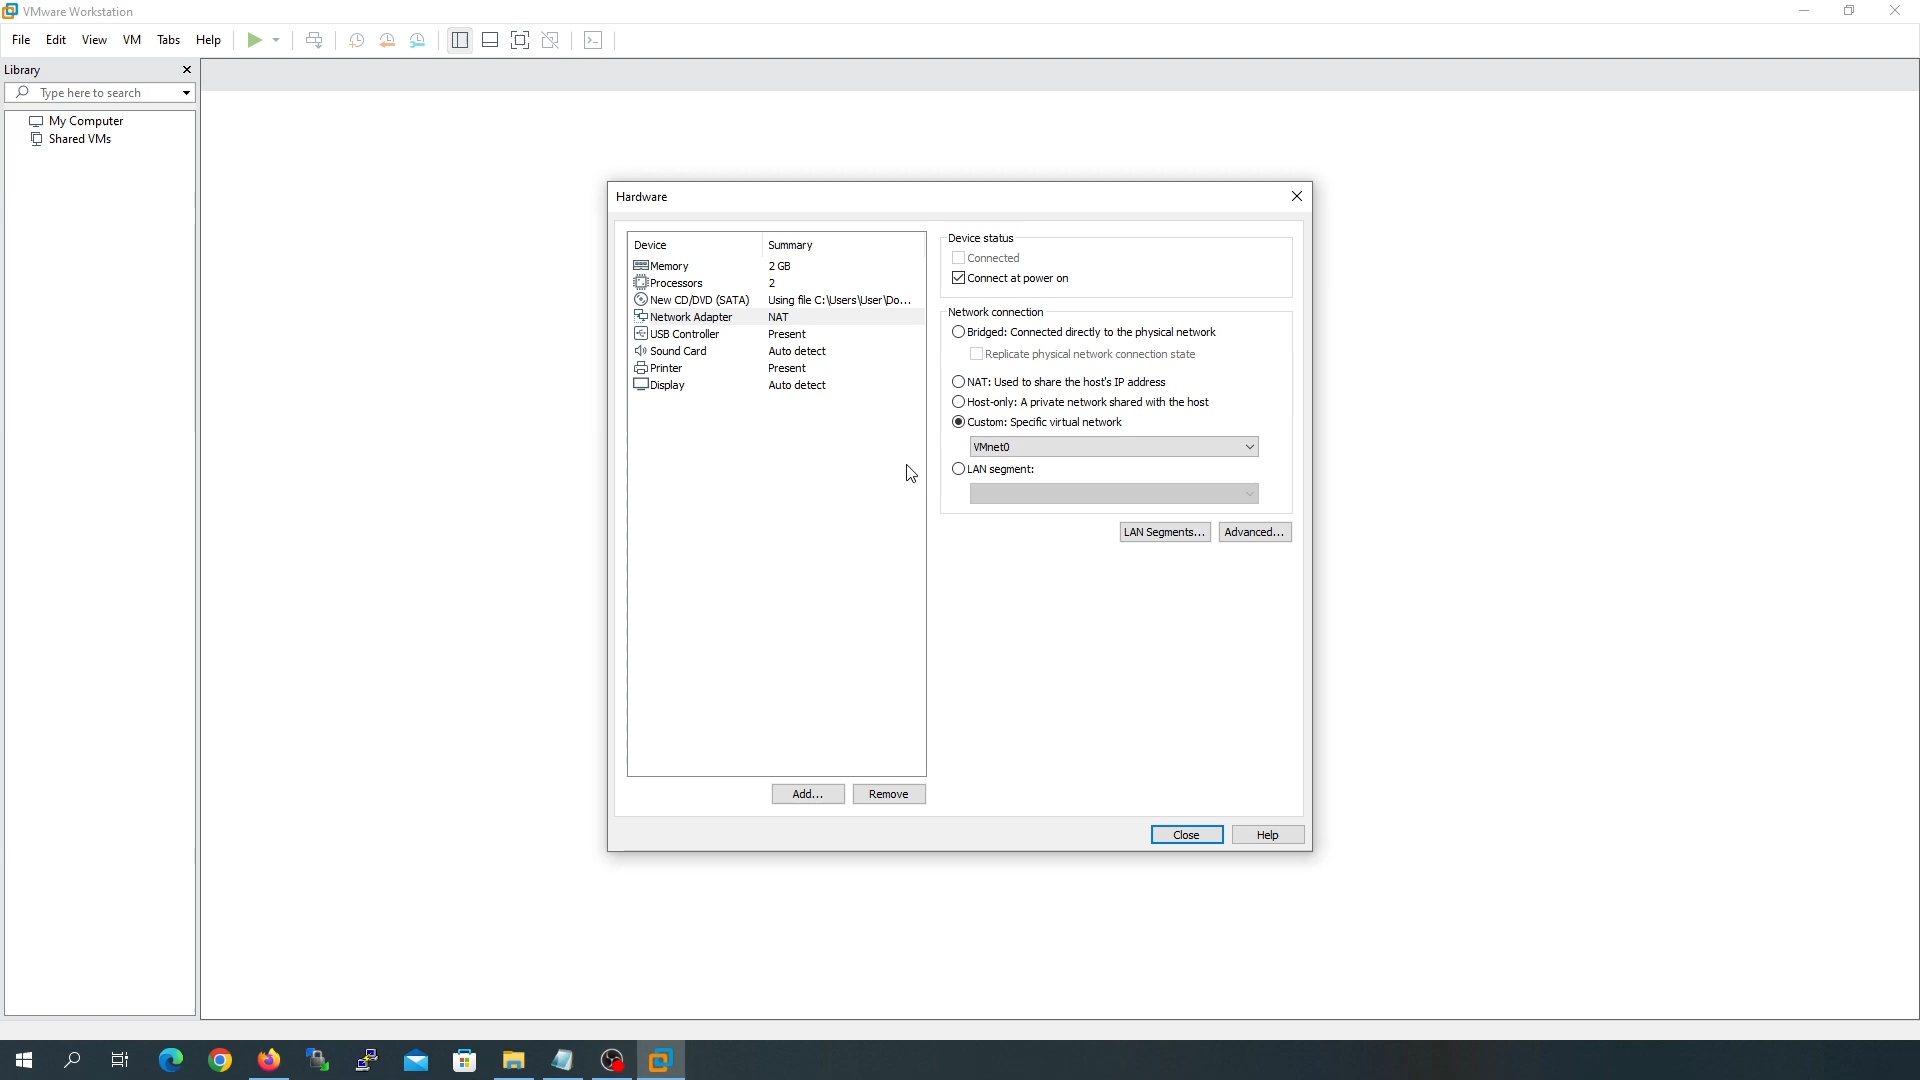 VMware Workstation
File Edit View VM Tabs Help
Library
Type here to search
My Computer
Shared VMs
Hardware
Device Summary
Memory 2 GB
Processors 2
New CD/DVD (SATA) Using file C:\Users\User\Do...
Network Adapter NAT
USB Controller Present
Sound Card Auto detect
Printer Present
Display Auto detect
Add... Remove
Device status
Connected
Connect at power on
Network connection
Bridged: Connected directly to the physical network
Replicate physical network connection state
NAT: Used to share the host's IP address
Host-only: A private network shared with the host
Custom: Specific virtual network
VMnet0
LAN segment:
LAN Segments... Advanced...
Close Help